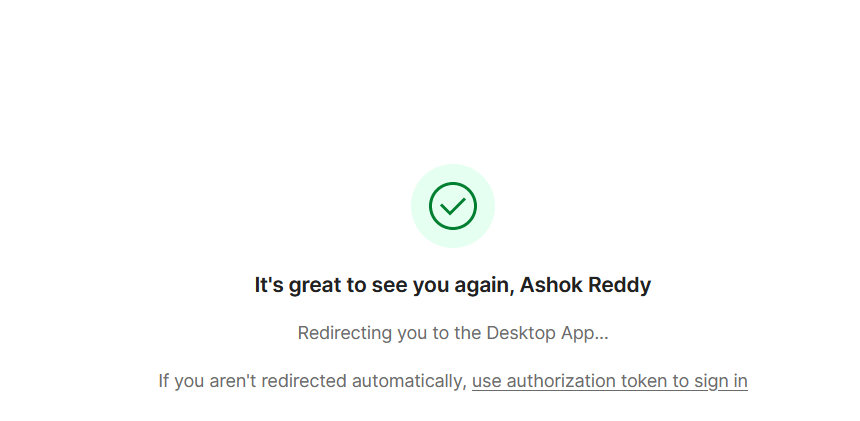 It's great to see you again, Ashok Reddy
Redirecting you to the Desktop App...
If you aren't redirected automatically, use authorization token to sign in